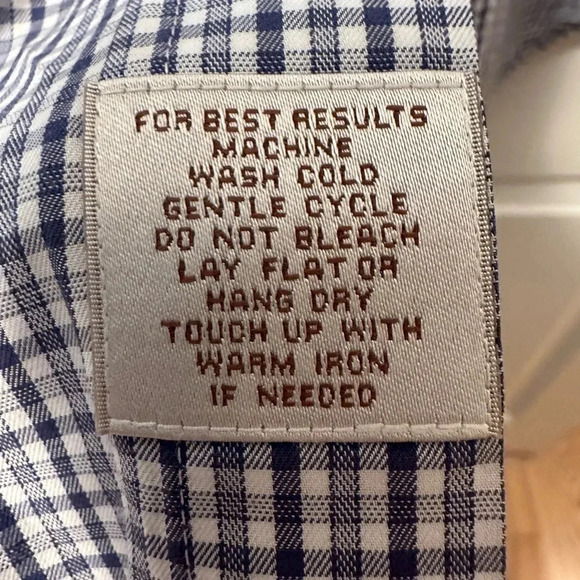 FOR BEST RESULTS
MACHINE
WASH COLD
GENTLE CYCLE
DO NOT BLEACH
LAY FLAT OR
HANG DRY
TOUCH UP WITH
WARM IRON
IF NEEDED